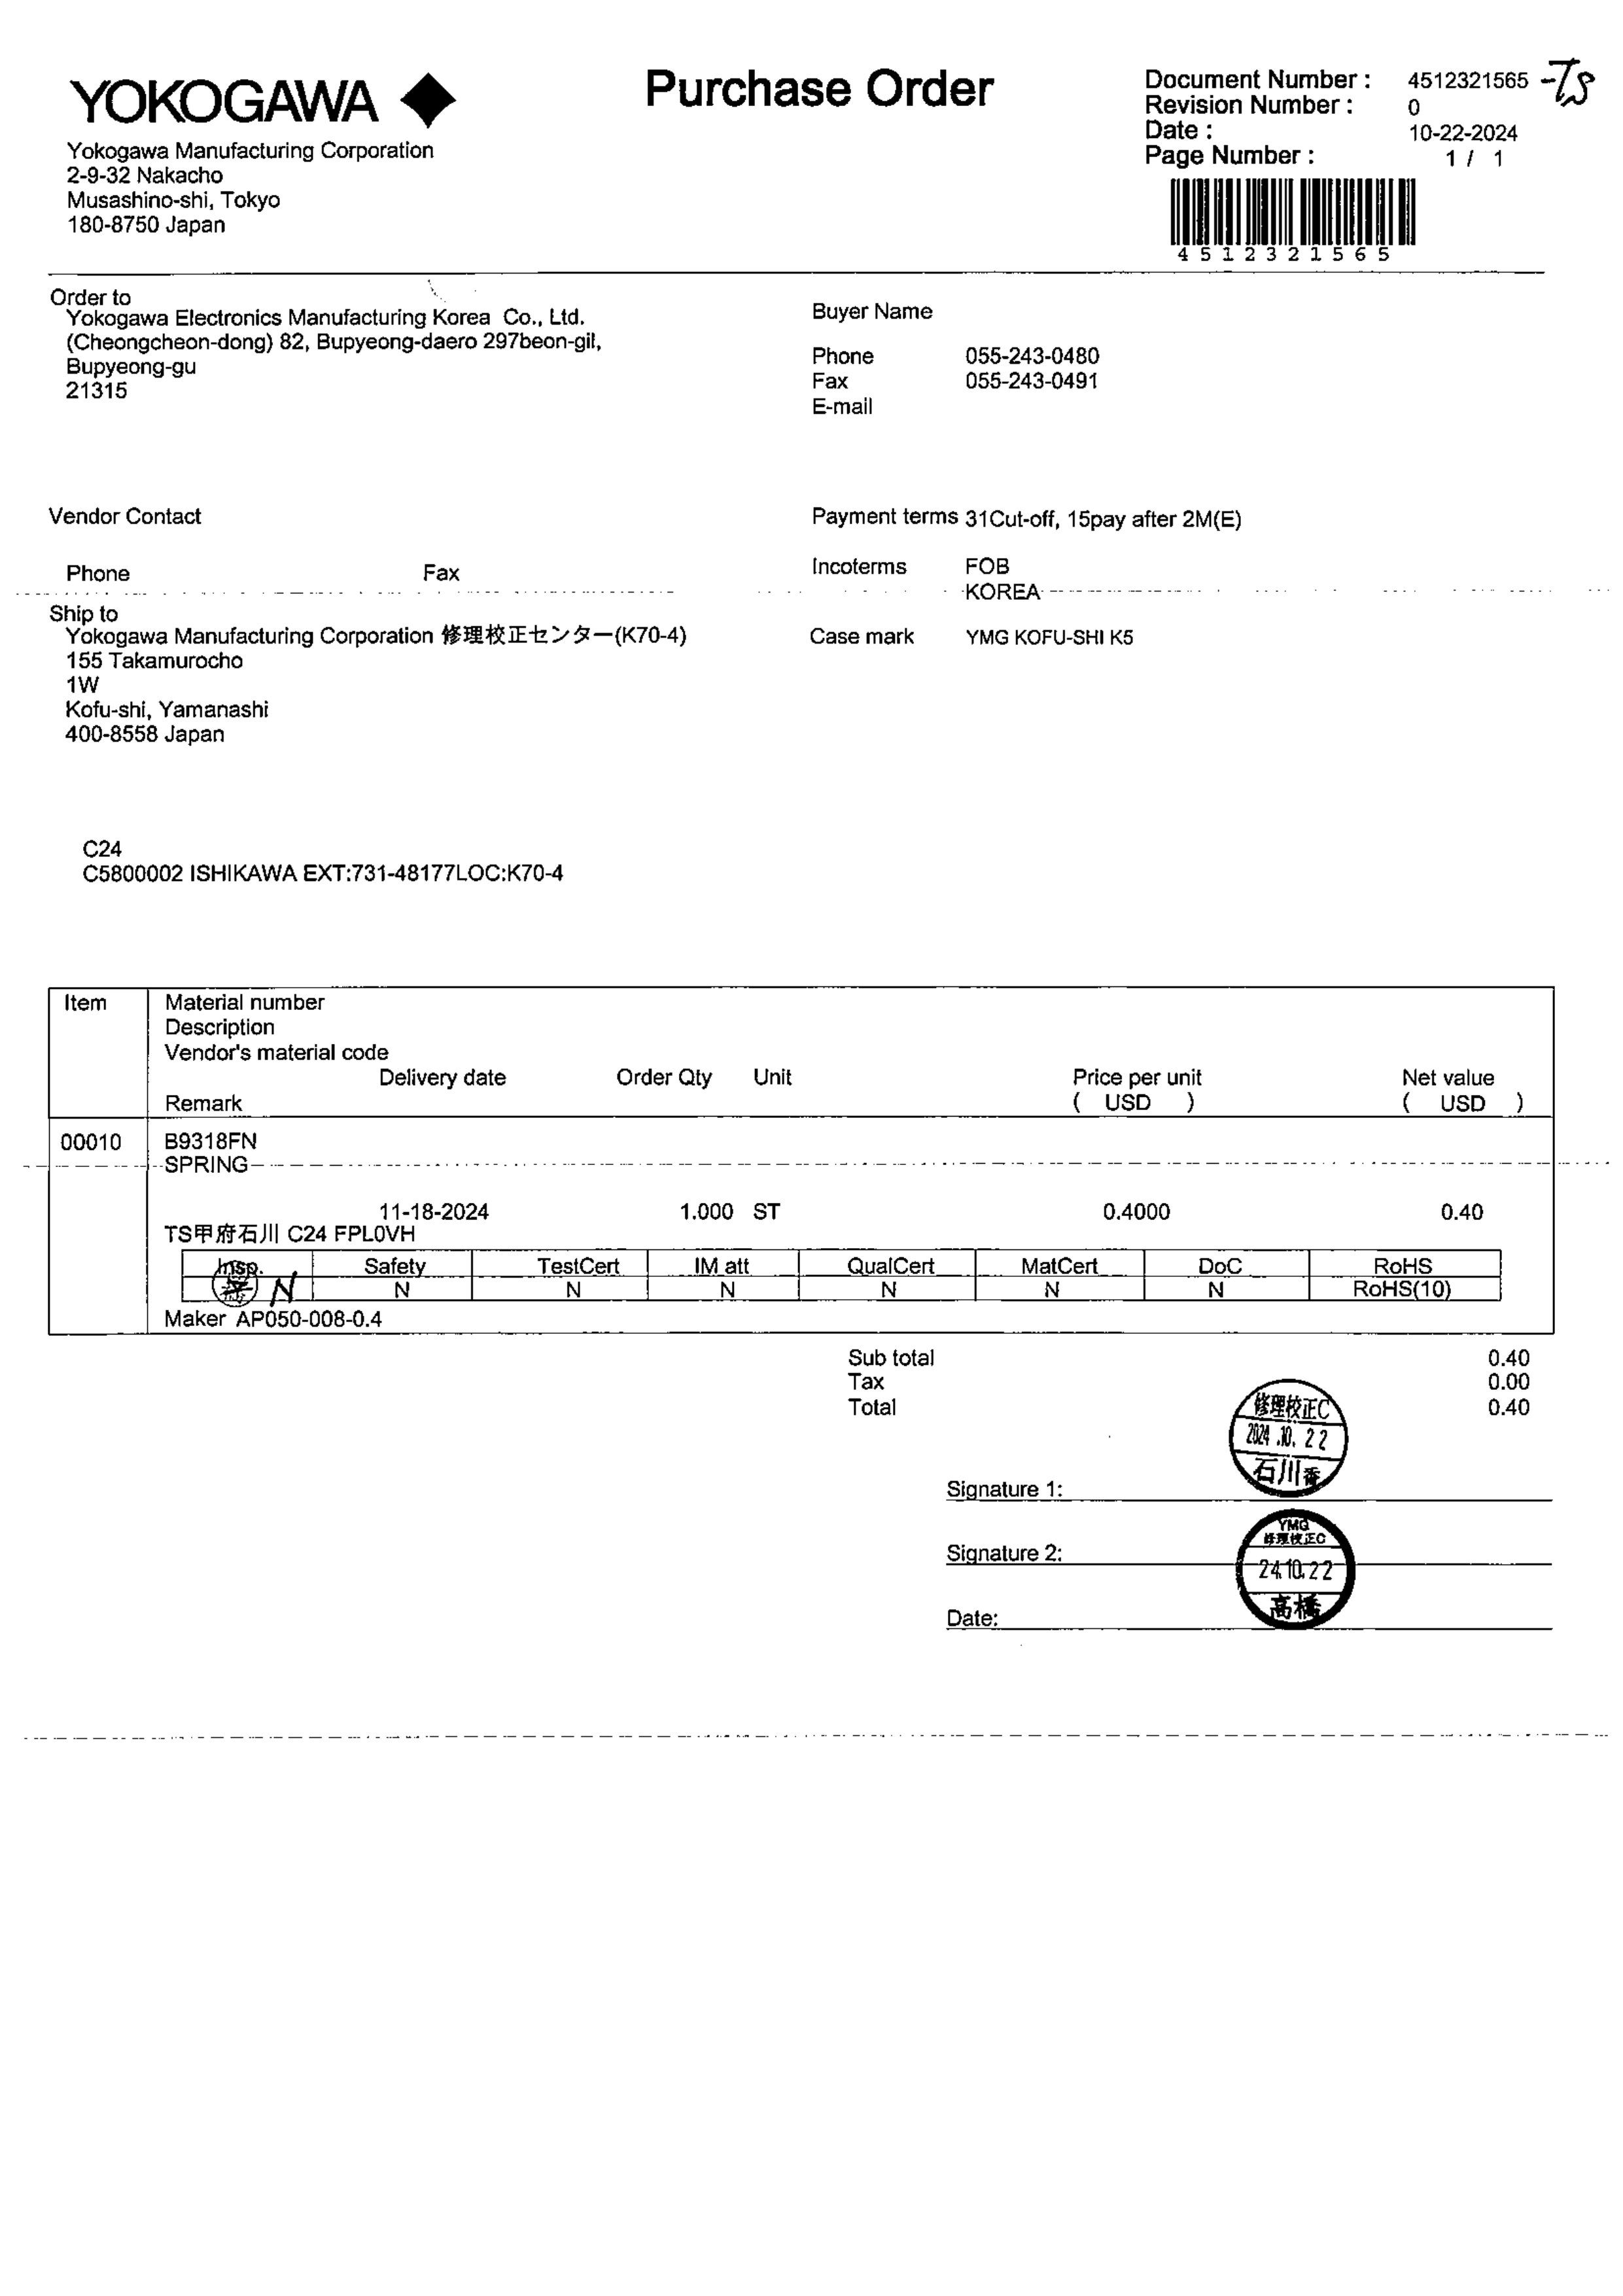 YOKOGAWA
Purchase Order
Yokogawa Manufacturing Corporation
2-9-32 Nakacho
Musashino-shi, Tokyo
180-8750 Japan
Document Number : 4512321565 -TS
Revision Number : 0
Date : 10-22-2024
Page Number : 1 / 1
4512321565
Order to
Yokogawa Electronics Manufacturing Korea Co., Ltd.
(Cheongcheon-dong) 82, Bupyeong-daero 297beon-gil,
Bupyeong-gu
21315
Buyer Name
Phone 055-243-0480
Fax 055-243-0491
E-mail
Vendor Contact
Phone Fax
Payment terms 31Cut-off, 15pay after 2M(E)
Incoterms FOB
KOREA
Ship to
Yokogawa Manufacturing Corporation 修理校正センター(K70-4)
155 Takamurocho
1W
Kofu-shi, Yamanashi
400-8558 Japan
Case mark YMG KOFU-SHI K5
C24
C5800002 ISHIKAWA EXT:731-48177LOC:K70-4
Item Material number
Description
Vendor's material code
Delivery date Order Qty Unit Price per unit Net value
Remark ( USD ) ( USD )
00010 B9318FN
SPRING
11-18-2024 1.000 ST 0.4000 0.40
TS甲府石川 C24 FPL0VH
Insp. Safety TestCert IM att QualCert MatCert DoC RoHS
N N N N N N N RoHS(10)
Maker AP050-008-0.4
Sub total 0.40
Tax 0.00
Total 0.40
修理校正C
2024.10.22
石川香
Signature 1:
YMG
修理校正C
Signature 2:
24.10.22
高橋
Date: